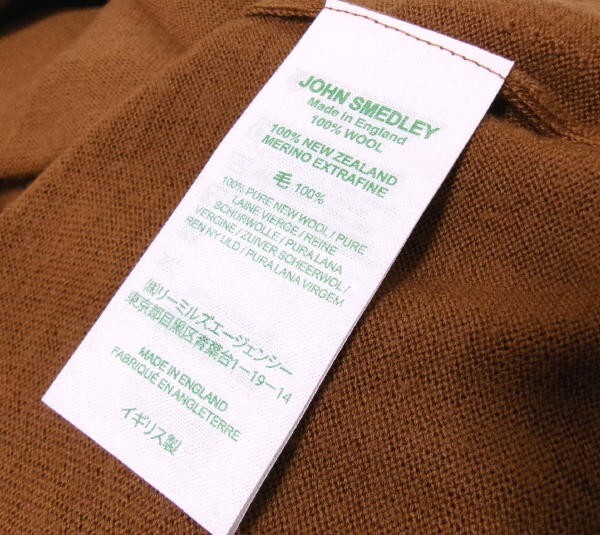 JOHN SMEDLEY
Made in England
100% WOOL
100% NEW ZEALAND
MERINO EXTRAFINE
毛 100%
100% PURE NEW WOOL / PURE
LAINE VIERGE / REINE
SCHURWOLLE / PURA LANA
VERGINE / ZUIVER SCHEERWOL /
REN NY ULD / PURA LANA VIRGEM
㈱リーミルズエージェンシー
東京都目黒区青葉台1-19-14
MADE IN ENGLAND
FABRIQUÉ EN ANGLETERRE
イギリス製